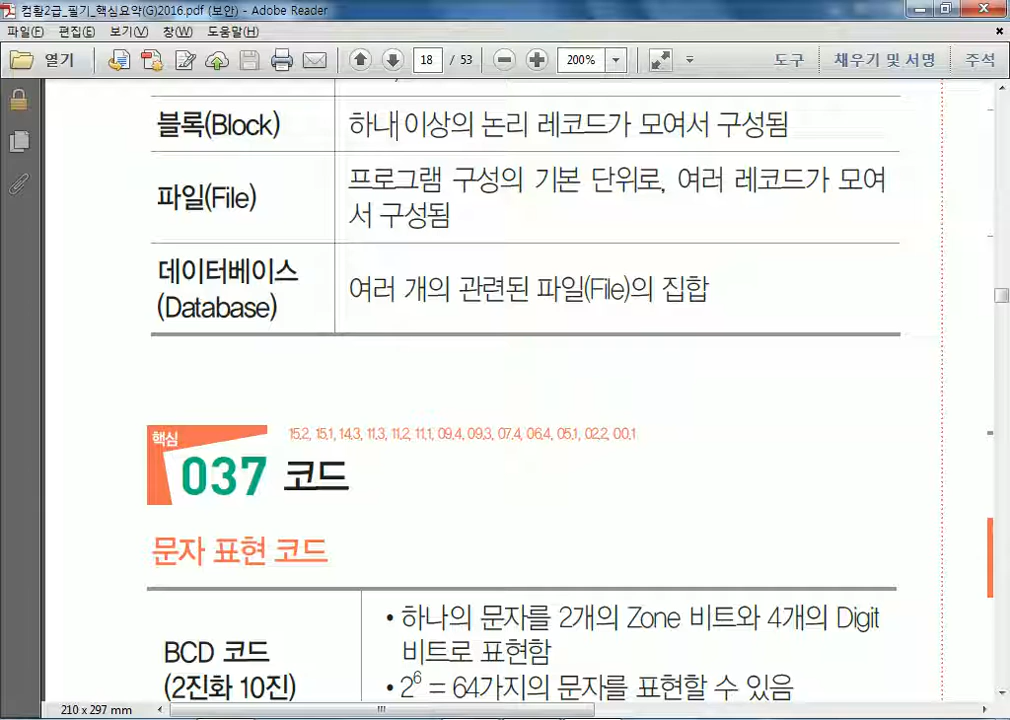 컴활2급_필기_핵심요약(G)2016.pdf (보안) - Adobe Reader
파일(F) 편집(E) 보기(V) 창(W) 도움말(H)
열기 18 / 53 200% 도구 채우기 및 서명 주석
블록(Block) 하나 이상의 논리 레코드가 모여서 구성됨
파일(File) 프로그램 구성의 기본 단위로, 여러 레코드가 모여
서 구성됨
데이터베이스
(Database) 여러 개의 관련된 파일(File)의 집합
핵심 15.2, 15.1, 14.3, 11.3, 11.2, 11.1, 09.4, 09.3, 07.4, 06.4, 05.1, 02.2, 00.1
037 코드
문자 표현 코드
BCD 코드
(2진화 10진)
• 하나의 문자를 2개의 Zone 비트와 4개의 Digit
비트로 표현함
• 2⁶ = 64가지의 문자를 표현할 수 있음
210 x 297 mm